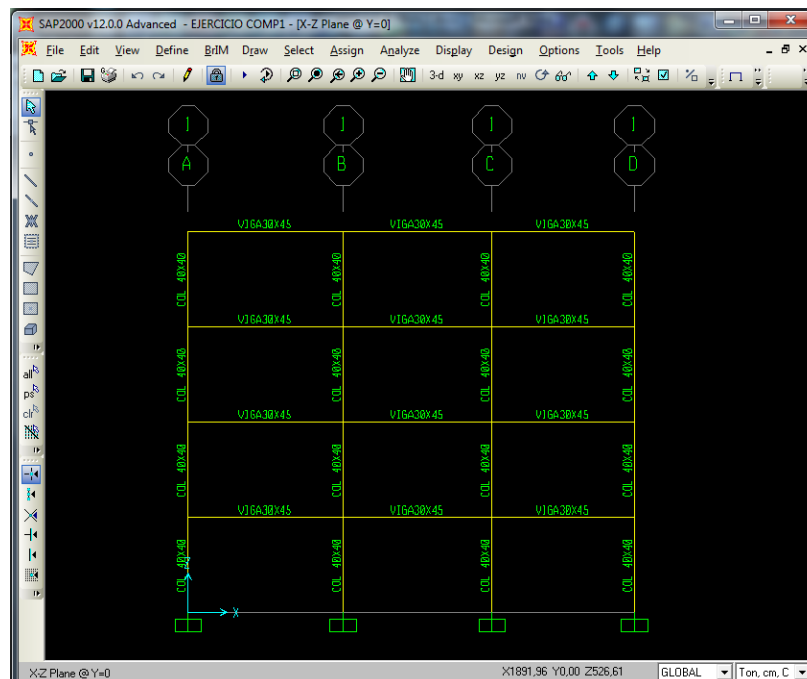 SAP2000 v12.0.0 Advanced - EJERCICIO COMP1 - [X-Z Plane @ Y=0]
File Edit View Define BrIM Draw Select Assign Analyze Display Design Options Tools Help
3-d xy xz yz nv
all
ps
clr
1 1 1 1
A B C D
VIGA30X45 VIGA30X45 VIGA30X45
COL 40X40 COL 40X40 COL 40X40 COL 40X40
VIGA30X45 VIGA30X45 VIGA30X45
COL 40X40 COL 40X40 COL 40X40 COL 40X40
VIGA30X45 VIGA30X45 VIGA30X45
COL 40X40 COL 40X40 COL 40X40 COL 40X40
VIGA30X45 VIGA30X45 VIGA30X45
COL 40X40 COL 40X40 COL 40X40 COL 40X40
Z
X
X-Z Plane @ Y=0 X1891,96 Y0,00 Z526,61 GLOBAL Ton, cm, C